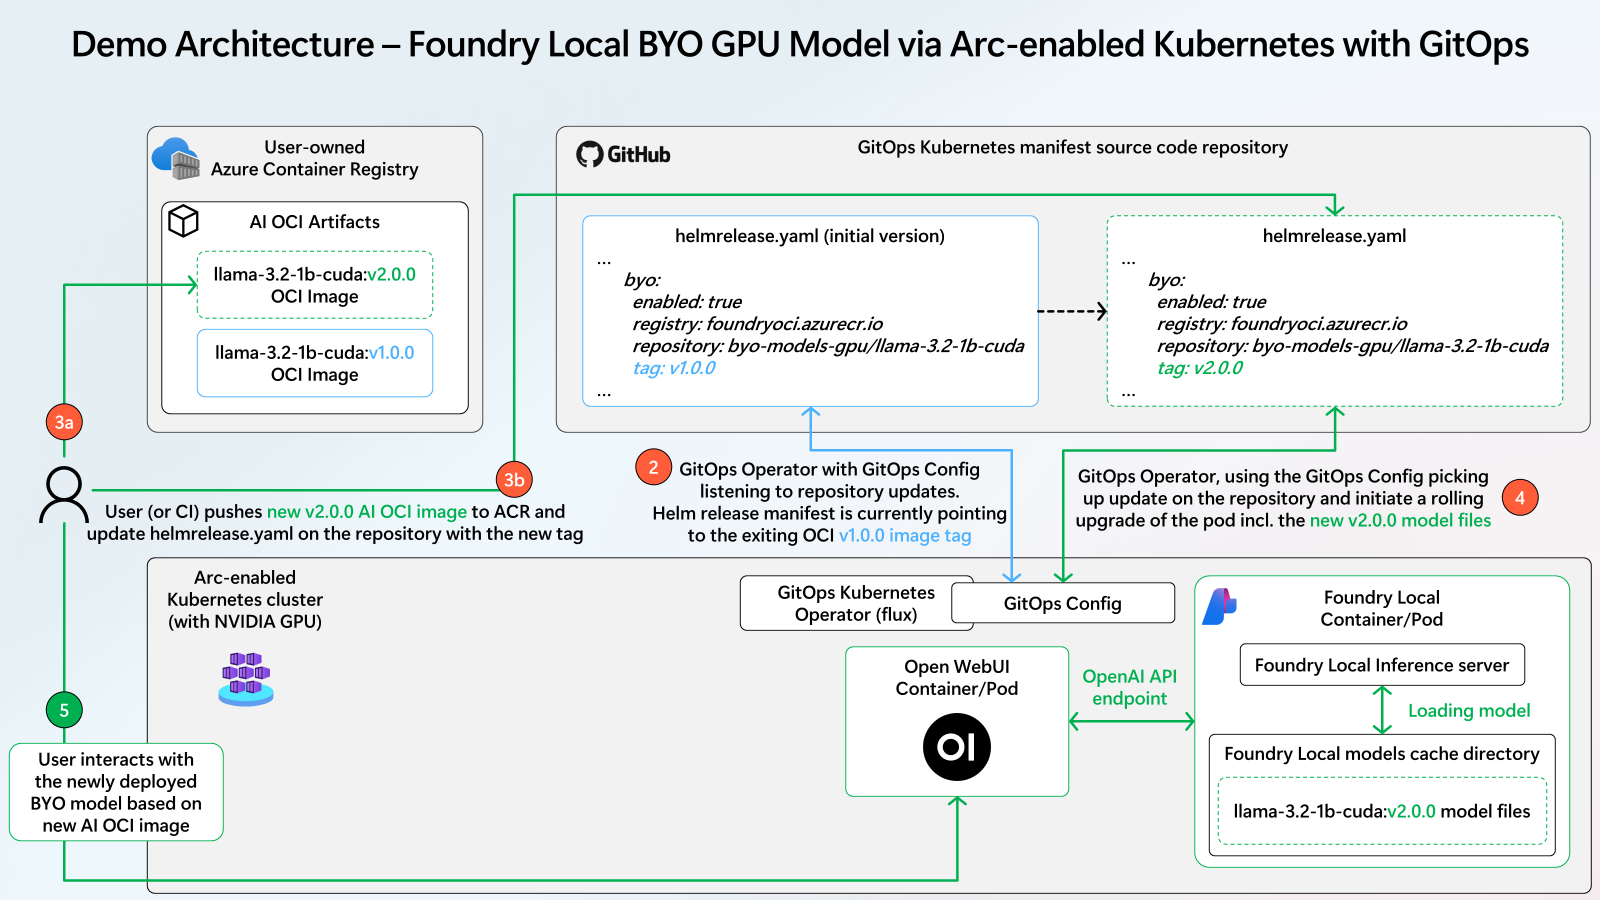 Demo Architecture – Foundry Local BYO GPU Model via Arc-enabled Kubernetes with GitOps
User-owned
Azure Container Registry
AI OCI Artifacts
llama-3.2-1b-cuda:v2.0.0
OCI Image
llama-3.2-1b-cuda:v1.0.0
OCI Image
GitHub
GitOps Kubernetes manifest source code repository
helmrelease.yaml (initial version)
...
byo:
enabled: true
registry: foundryoci.azurecr.io
repository: byo-models-gpu/llama-3.2-1b-cuda
tag: v1.0.0
...
helmrelease.yaml
...
byo:
enabled: true
registry: foundryoci.azurecr.io
repository: byo-models-gpu/llama-3.2-1b-cuda
tag: v2.0.0
...
3a
3b
User (or CI) pushes new v2.0.0 AI OCI image to ACR and
update helmrelease.yaml on the repository with the new tag
2
GitOps Operator with GitOps Config
listening to repository updates.
Helm release manifest is currently pointing
to the exiting OCI v1.0.0 image tag
GitOps Operator, using the GitOps Config picking
up update on the repository and initiate a rolling
upgrade of the pod incl. the new v2.0.0 model files
4
Arc-enabled
Kubernetes cluster
(with NVIDIA GPU)
GitOps Kubernetes
Operator (flux)
GitOps Config
Open WebUI
Container/Pod
OI
OpenAI API
endpoint
Foundry Local
Container/Pod
Foundry Local Inference server
Loading model
Foundry Local models cache directory
llama-3.2-1b-cuda:v2.0.0 model files
5
User interacts with
the newly deployed
BYO model based on
new AI OCI image